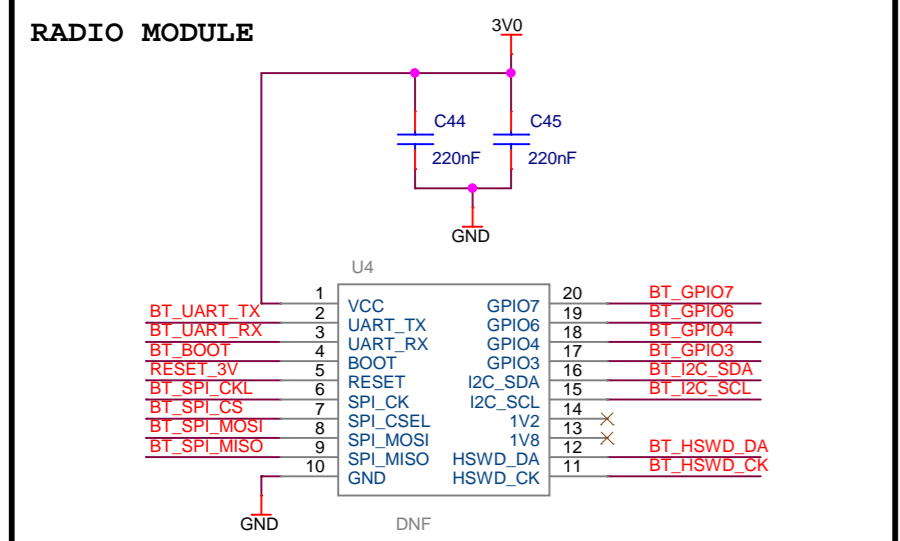 RADIO MODULE
3V0
C44
C45
220nF
220nF
GND
U4
1
VCC
BT_UART_TX
2
UART_TX
BT_UART_RX
3
UART_RX
BT_BOOT
4
BOOT
RESET_3V
5
RESET
BT_SPI_CKL
6
SPI_CK
BT_SPI_CS
7
SPI_CSEL
BT_SPI_MOSI
8
SPI_MOSI
BT_SPI_MISO
9
SPI_MISO
10
GND
GND
20
GPIO7
BT_GPIO7
19
GPIO6
BT_GPIO6
18
GPIO4
BT_GPIO4
17
GPIO3
BT_GPIO3
16
I2C_SDA
BT_I2C_SDA
15
I2C_SCL
BT_I2C_SCL
14
1V2
13
1V8
12
HSWD_DA
BT_HSWD_DA
11
HSWD_CK
BT_HSWD_CK
DNF